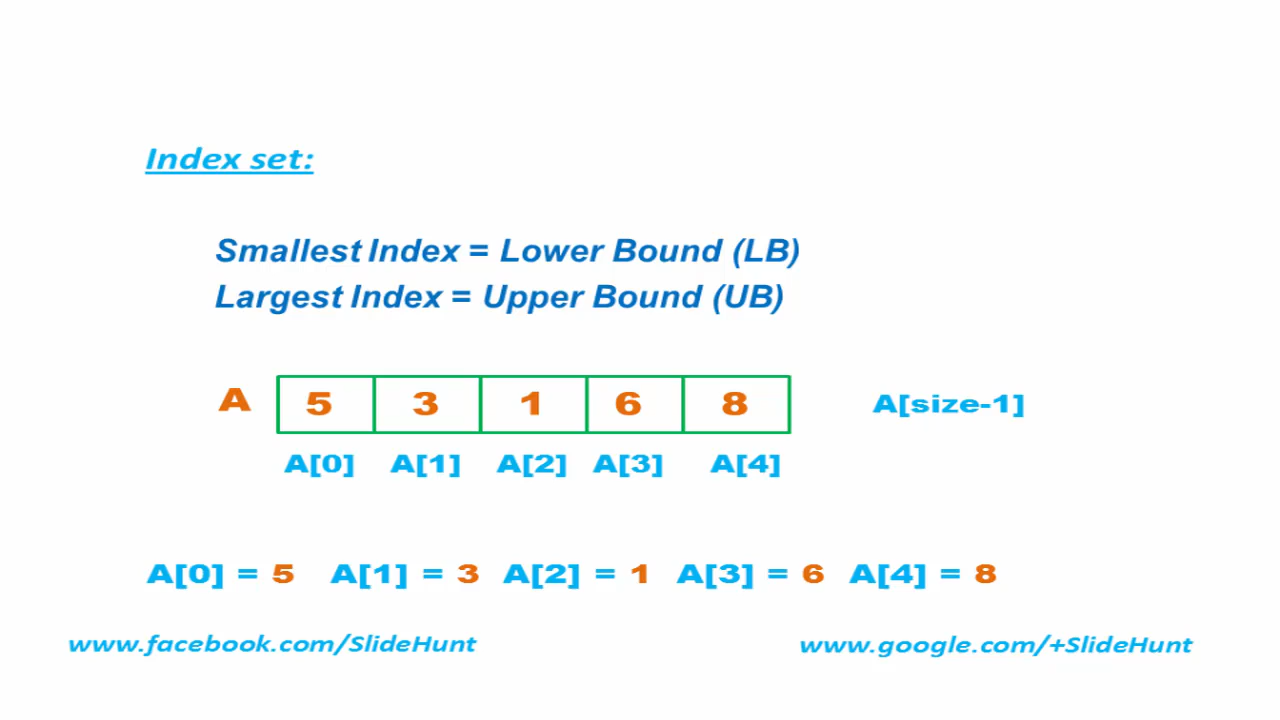 Index set:
Smallest Index = Lower Bound (LB)
Largest Index = Upper Bound (UB)
A 5 3 1 6 8 A[size-1]
A[0] A[1] A[2] A[3] A[4]
A[0] = 5 A[1] = 3 A[2] = 1 A[3] = 6 A[4] = 8
www.facebook.com/SlideHunt www.google.com/+SlideHunt